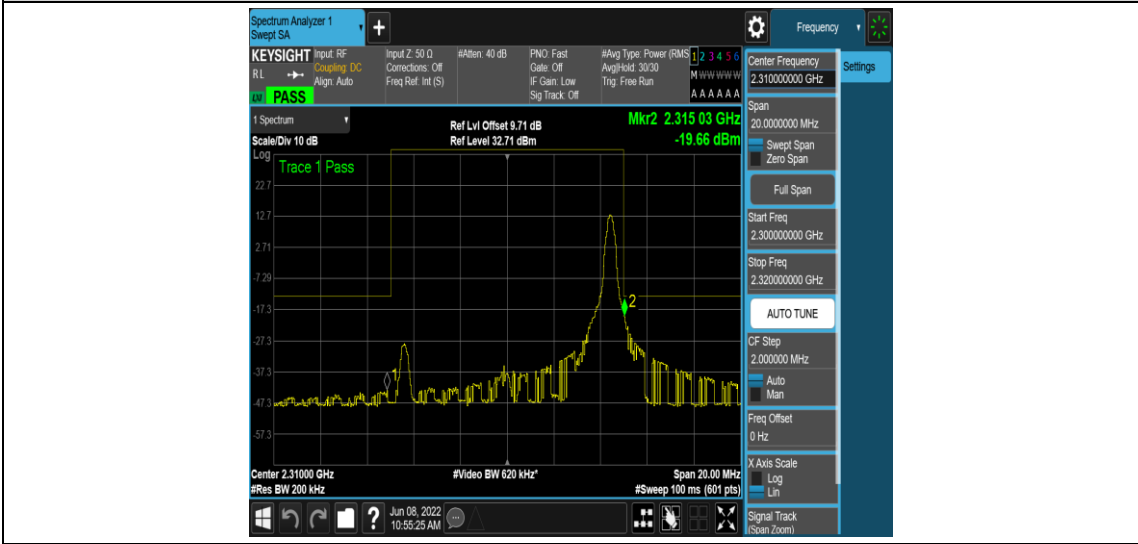 Spectrum Analyzer 1
Swept SA
+
Frequency
KEYSIGHT
RL
PASS
Input: RF
Coupling: DC
Align: Auto
Input Z: 50 Ω
Corrections: Off
Freq Ref: Int (S)
#Atten: 40 dB
PNO: Fast
Gate: Off
IF Gain: Low
Sig Track: Off
#Avg Type: Power (RMS
Avg|Hold: 30/30
Trig: Free Run
1 2 3 4 5 6
M W W W W W
A A A A A A
1 Spectrum
Scale/Div 10 dB
Ref Lvl Offset 9.71 dB
Ref Level 32.71 dBm
Mkr2 2.315 03 GHz
-19.66 dBm
Log
Trace 1 Pass
22.7
12.7
2.71
-7.29
-17.3
-27.3
-37.3
-47.3
-57.3
1
2
Center 2.31000 GHz
#Res BW 200 kHz
#Video BW 620 kHz*
Span 20.00 MHz
#Sweep 100 ms (601 pts)
Center Frequency
2.310000000 GHz
Settings
Span
20.0000000 MHz
Swept Span
Zero Span
Full Span
Start Freq
2.300000000 GHz
Stop Freq
2.320000000 GHz
AUTO TUNE
CF Step
2.000000 MHz
Auto
Man
Freq Offset
0 Hz
X Axis Scale
Log
Lin
Signal Track
(Span Zoom)
?
Jun 08, 2022
10:55:25 AM